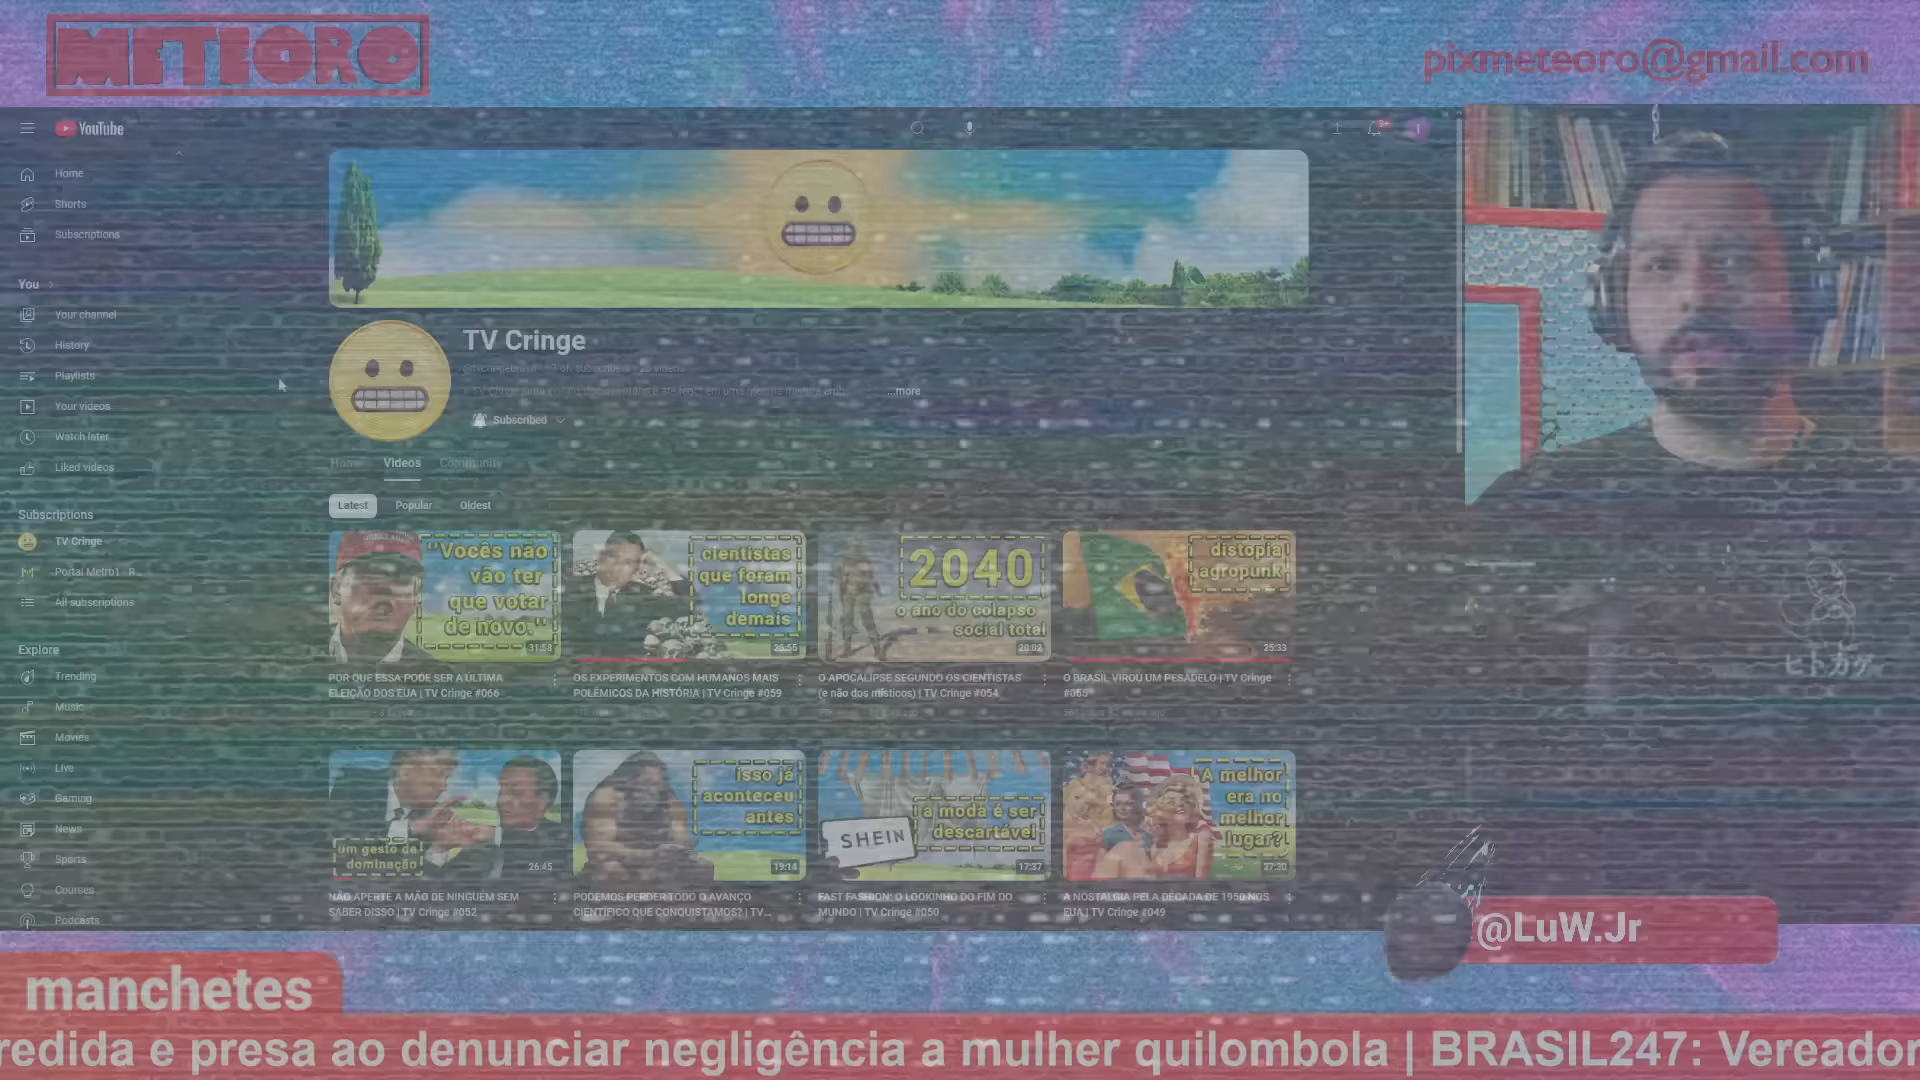 METEORO
pixmeteoro@gmail.com
YouTube
9+
Home
Shorts
Subscriptions
You
Your channel
History
Playlists
Your videos
Watch later
Liked videos
Subscriptions
TV Cringe
Portal Metro1 - R...
All subscriptions
Explore
Trending
Music
Movies
Live
Gaming
News
Sports
Courses
Podcasts
TV Cringe
...more
Subscribed
Home Videos Community
Latest Popular Oldest
"Vocês não
vão ter
que votar
de novo."
31:58
POR QUE ESSA PODE SER A ÚLTIMA
ELEIÇÃO DOS EUA | TV Cringe #066
cientistas
que foram
longe
demais
OS EXPERIMENTOS COM HUMANOS MAIS
POLÊMICOS DA HISTÓRIA | TV Cringe #059
2040
o ano do colapso
social total
20:02
O APOCALIPSE SEGUNDO OS CIENTISTAS
(e não dos místicos) | TV Cringe #054
distopia
agropunk
25:33
O BRASIL VIROU UM PESADELO | TV Cringe
um gesto de
dominação
26:45
NÃO APERTE A MÃO DE NINGUÉM SEM
SABER DISSO | TV Cringe #052
isso já
aconteceu
antes
19:14
PODEMOS PERDER TODO O AVANÇO
CIENTÍFICO QUE CONQUISTAMOS? | TV...
SHEIN
a moda é ser
descartável
17:37
FAST FASHION: O LOOKINHO DO FIM DO
MUNDO | TV Cringe #050
A melhor
era no
melhor
lugar?!
27:30
A NOSTALGIA PELA DÉCADA DE 1950 NOS
EUA | TV Cringe #049
ヒトカゲ
@LuW.Jr
manchetes
redida e presa ao denunciar negligência a mulher quilombola | BRASIL247: Vereador